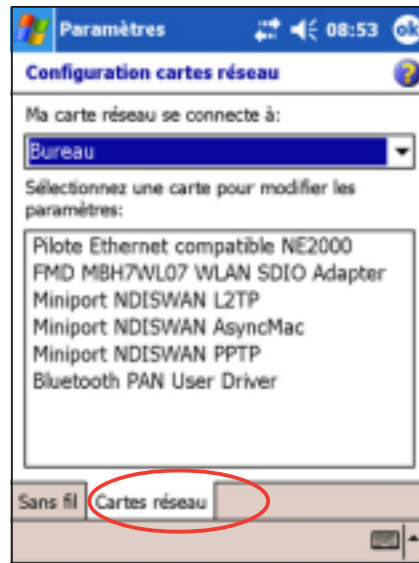 Paramètres 08:53 ok
Configuration cartes réseau ?
Ma carte réseau se connecte à:
Bureau
Sélectionnez une carte pour modifier les
paramètres:
Pilote Ethernet compatible NE2000
FMD MBH7WL07 WLAN SDIO Adapter
Miniport NDISWAN L2TP
Miniport NDISWAN AsyncMac
Miniport NDISWAN PPTP
Bluetooth PAN User Driver
Sans fil Cartes réseau